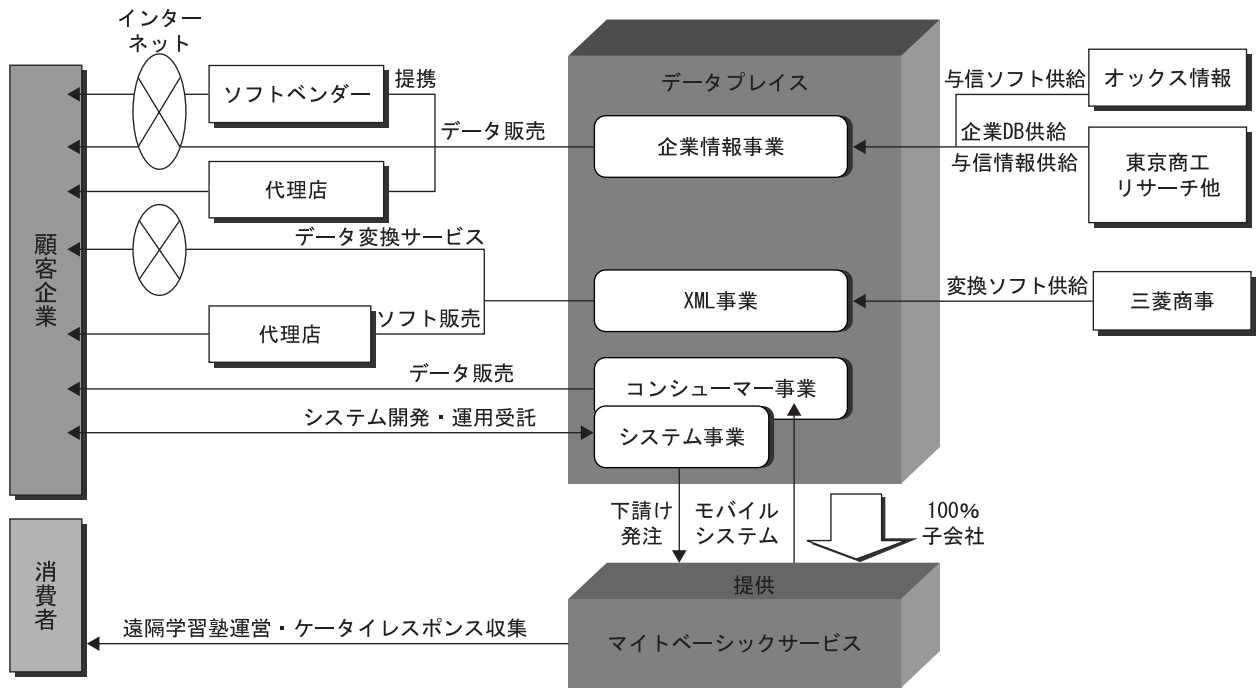 インター
ネット
データプレイス
ソフトベンダー
提携
与信ソフト供給
オックス情報
データ販売
企業情報事業
企業DB供給
与信情報供給
東京商工
リサーチ他
代理店
顧客企業
データ変換サービス
XML事業
変換ソフト供給
三菱商事
代理店
ソフト販売
データ販売
コンシューマー事業
システム開発・運用受託
システム事業
下請け
発注
モバイル
システム
100%
子会社
提供
消費者
遠隔学習塾運営・ケータイレスポンス収集
マイトベーシックサービス